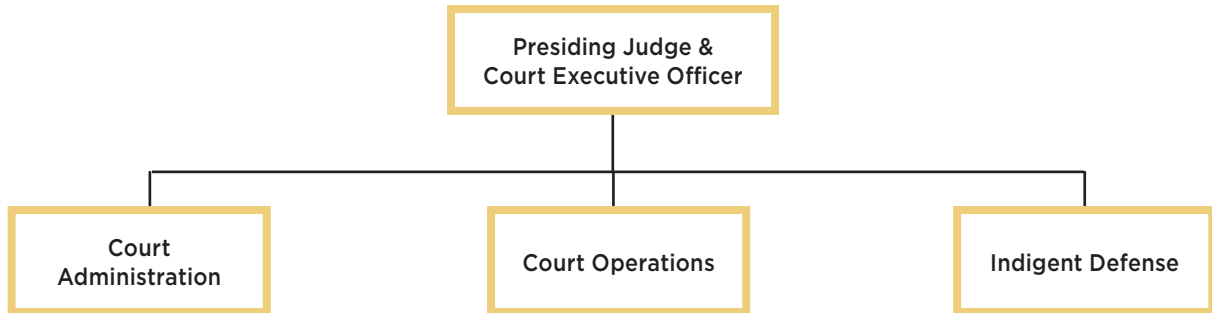 Presiding Judge &
Court Executive Officer
Court
Administration
Court Operations
Indigent Defense